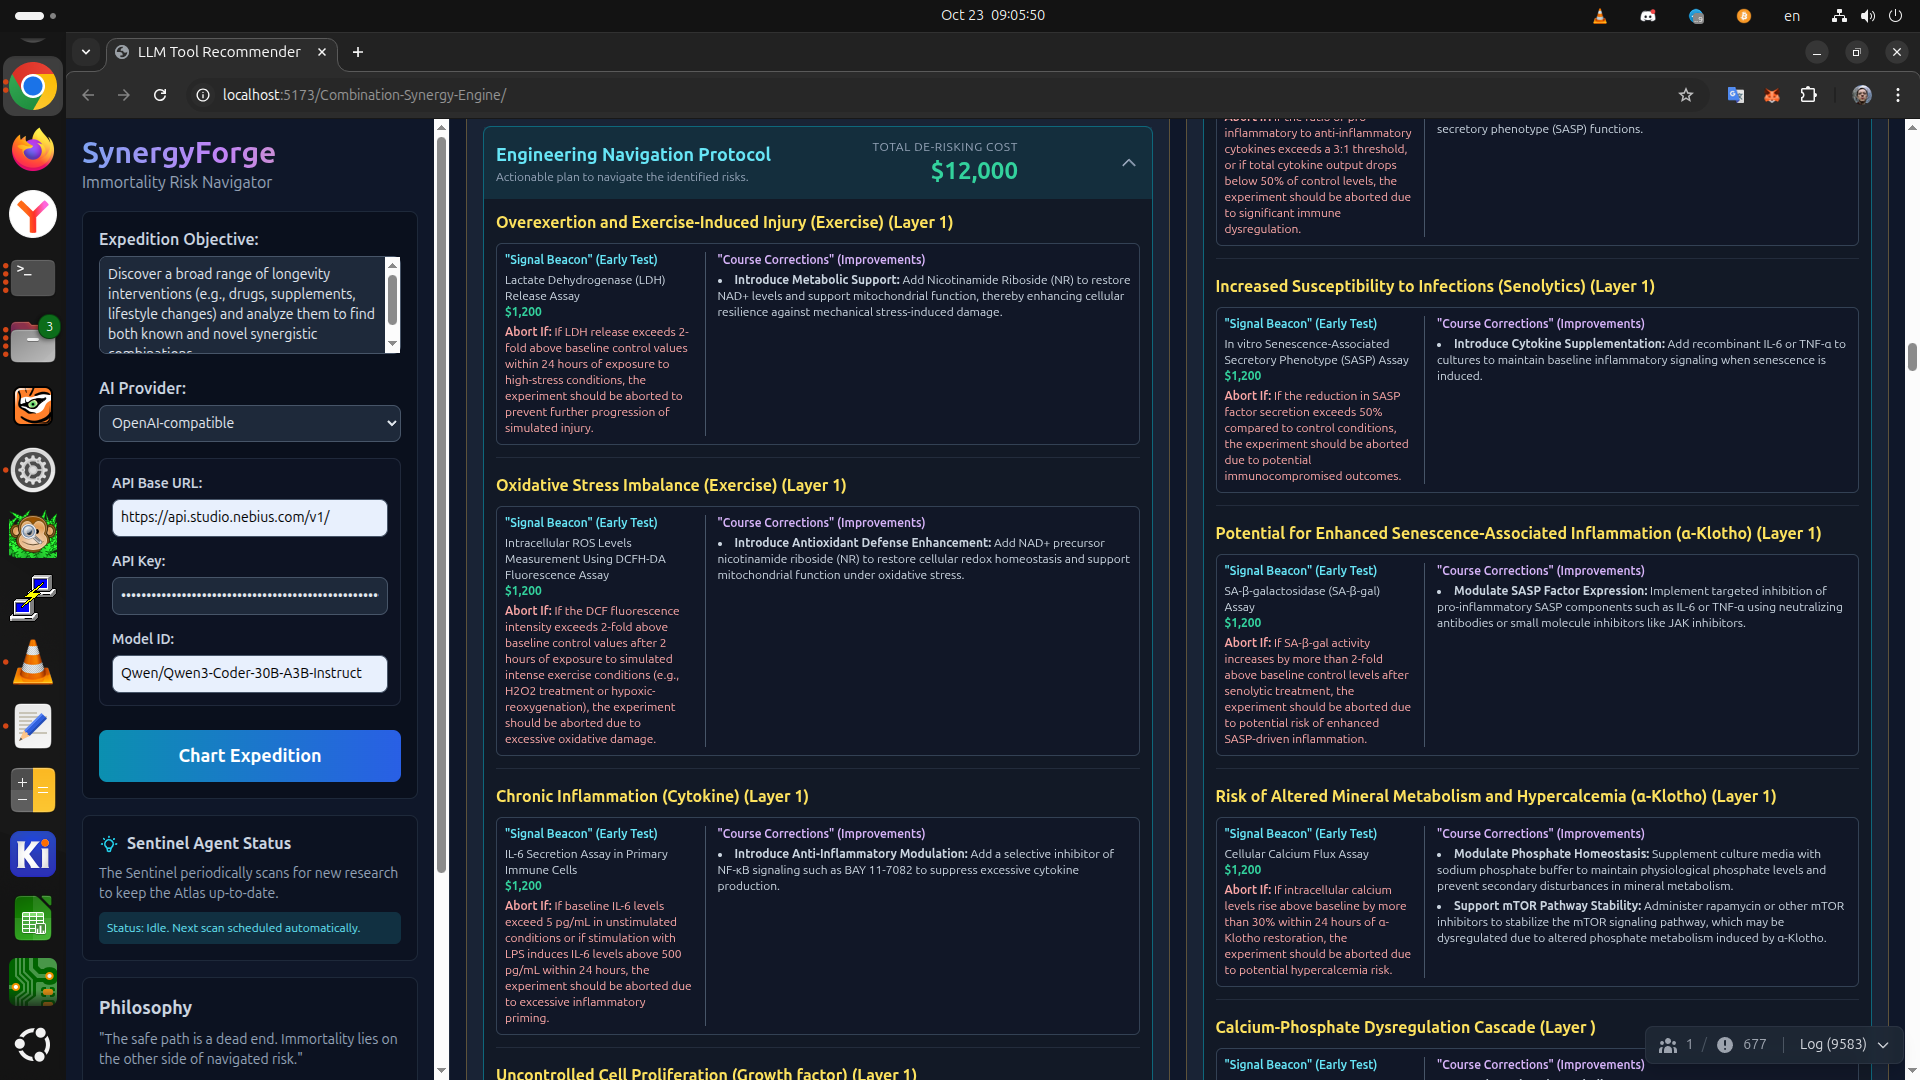 Oct 23 09:05:50
en
LLM Tool Recommender
localhost:5173/Combination-Synergy-Engine/
3
SynergyForge
Immortality Risk Navigator
Expedition Objective:
Discover a broad range of longevity
interventions (e.g., drugs, supplements,
lifestyle changes) and analyze them to find
both known and novel synergistic
combinations
AI Provider:
OpenAI-compatible
API Base URL:
https://api.studio.nebius.com/v1/
API Key:
Model ID:
Qwen/Qwen3-Coder-30B-A3B-Instruct
Chart Expedition
Sentinel Agent Status
The Sentinel periodically scans for new research
to keep the Atlas up-to-date.
Status: Idle. Next scan scheduled automatically.
Philosophy
"The safe path is a dead end. Immortality lies on
the other side of navigated risk."
Engineering Navigation Protocol
Actionable plan to navigate the identified risks.
TOTAL DE-RISKING COST
$12,000
Overexertion and Exercise-Induced Injury (Exercise) (Layer 1)
"Signal Beacon" (Early Test)
Lactate Dehydrogenase (LDH)
Release Assay
$1,200
Abort If: If LDH release exceeds 2-
fold above baseline control values
within 24 hours of exposure to
high-stress conditions, the
experiment should be aborted to
prevent further progression of
simulated injury.
"Course Corrections" (Improvements)
• Introduce Metabolic Support: Add Nicotinamide Riboside (NR) to restore
NAD+ levels and support mitochondrial function, thereby enhancing cellular
resilience against mechanical stress-induced damage.
Oxidative Stress Imbalance (Exercise) (Layer 1)
"Signal Beacon" (Early Test)
Intracellular ROS Levels
Measurement Using DCFH-DA
Fluorescence Assay
$1,200
Abort If: If the DCF fluorescence
intensity exceeds 2-fold above
baseline control values after 2
hours of exposure to simulated
intense exercise conditions (e.g.,
H2O2 treatment or hypoxic-
reoxygenation), the experiment
should be aborted due to
excessive oxidative damage.
"Course Corrections" (Improvements)
• Introduce Antioxidant Defense Enhancement: Add NAD+ precursor
nicotinamide riboside (NR) to restore cellular redox homeostasis and support
mitochondrial function under oxidative stress.
Chronic Inflammation (Cytokine) (Layer 1)
"Signal Beacon" (Early Test)
IL-6 Secretion Assay in Primary
Immune Cells
$1,200
Abort If: If baseline IL-6 levels
exceed 5 pg/mL in unstimulated
conditions or if stimulation with
LPS induces IL-6 levels above 500
pg/mL within 24 hours, the
experiment should be aborted due
to excessive inflammatory
priming.
"Course Corrections" (Improvements)
• Introduce Anti-Inflammatory Modulation: Add a selective inhibitor of
NF-κB signaling such as BAY 11-7082 to suppress excessive cytokine
production.
Uncontrolled Cell Proliferation (Growth factor) (Layer 1)
Abort If: If the ratio of pro-
inflammatory to anti-inflammatory
cytokines exceeds a 3:1 threshold,
or if total cytokine output drops
below 50% of control levels, the
experiment should be aborted due
to significant immune
dysregulation.
secretory phenotype (SASP) functions.
Increased Susceptibility to Infections (Senolytics) (Layer 1)
"Signal Beacon" (Early Test)
In vitro Senescence-Associated
Secretory Phenotype (SASP) Assay
$1,200
Abort If: If the reduction in SASP
factor secretion exceeds 50%
compared to control conditions,
the experiment should be aborted
due to potential
immunocompromised outcomes.
"Course Corrections" (Improvements)
• Introduce Cytokine Supplementation: Add recombinant IL-6 or TNF-α to
cultures to maintain baseline inflammatory signaling when senescence is
induced.
Potential for Enhanced Senescence-Associated Inflammation (α-Klotho) (Layer 1)
"Signal Beacon" (Early Test)
SA-β-galactosidase (SA-β-gal)
Assay
$1,200
Abort If: If SA-β-gal activity
increases by more than 2-fold
above baseline control levels after
senolytic treatment, the
experiment should be aborted due
to potential risk of enhanced
SASP-driven inflammation.
"Course Corrections" (Improvements)
• Modulate SASP Factor Expression: Implement targeted inhibition of
pro-inflammatory SASP components such as IL-6 or TNF-α using neutralizing
antibodies or small molecule inhibitors like JAK inhibitors.
Risk of Altered Mineral Metabolism and Hypercalcemia (α-Klotho) (Layer 1)
"Signal Beacon" (Early Test)
Cellular Calcium Flux Assay
$1,200
Abort If: If intracellular calcium
levels rise above baseline by more
than 30% within 24 hours of α-
Klotho restoration, the
experiment should be aborted due
to potential hypercalcemia risk.
"Course Corrections" (Improvements)
• Modulate Phosphate Homeostasis: Supplement culture media with
sodium phosphate buffer to maintain physiological phosphate levels and
prevent secondary disturbances in mineral metabolism.
• Support mTOR Pathway Stability: Administer rapamycin or other mTOR
inhibitors to stabilize the mTOR signaling pathway, which may be
dysregulated due to altered phosphate metabolism induced by α-Klotho.
Calcium-Phosphate Dysregulation Cascade (Layer )
"Signal Beacon" (Early Test)
"Course Corrections" (Improvements)
1 / 677 Log (9583)